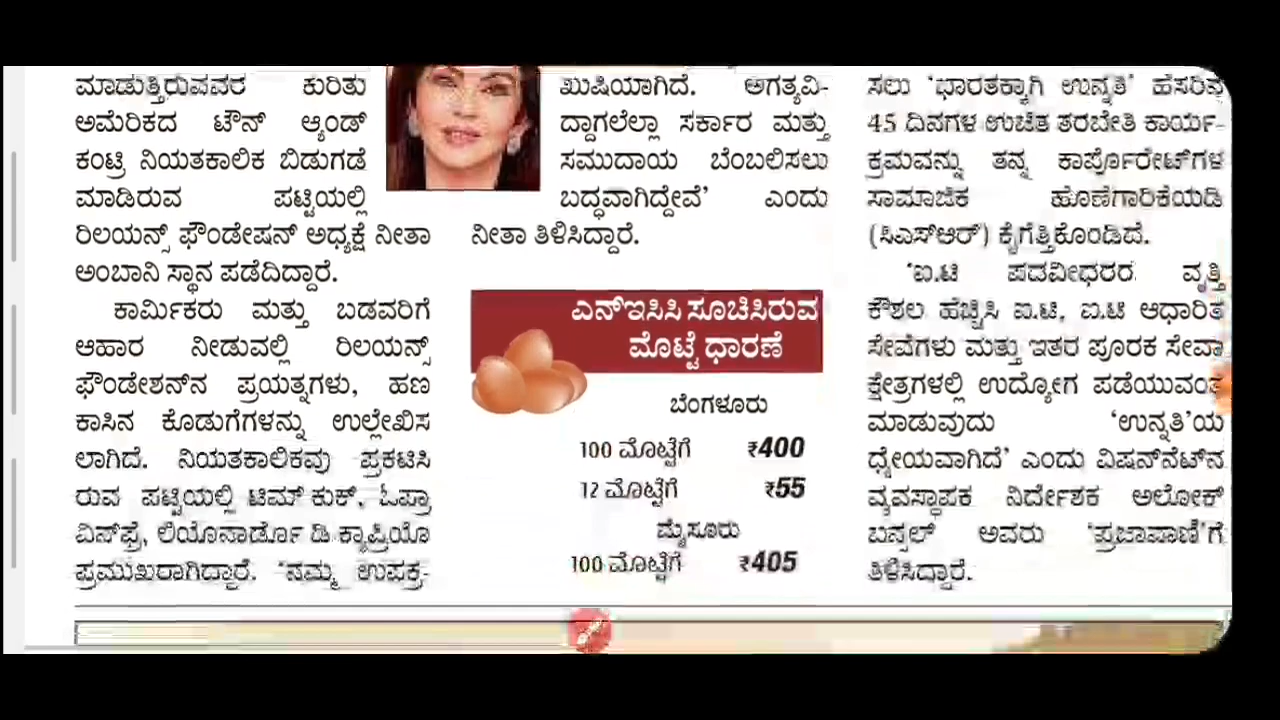 ಮಾಡುತ್ತಿರುವವರ ಕುರಿತು
ಅಮೆರಿಕದ ಟೌನ್ ಆ್ಯಂಡ್
ಕಂಟ್ರಿ ನಿಯತಕಾಲಿಕ ಬಿಡುಗಡೆ
ಮಾಡಿರುವ ಪಟ್ಟಿಯಲ್ಲಿ
ರಿಲಯನ್ಸ್ ಫೌಂಡೇಷನ್ ಅಧ್ಯಕ್ಷೆ ನೀತಾ
ಅಂಬಾನಿ ಸ್ಥಾನ ಪಡೆದಿದ್ದಾರೆ.
ಕಾರ್ಮಿಕರು ಮತ್ತು ಬಡವರಿಗೆ
ಆಹಾರ ನೀಡುವಲ್ಲಿ ರಿಲಯನ್ಸ್
ಫೌಂಡೇಶನ್‌ನ ಪ್ರಯತ್ನಗಳು, ಹಣ
ಕಾಸಿನ ಕೊಡುಗೆಗಳನ್ನು ಉಲ್ಲೇಖಿಸ
ಲಾಗಿದೆ. ನಿಯತಕಾಲಿಕವು ಪ್ರಕಟಿಸಿ
ರುವ ಪಟ್ಟಿಯಲ್ಲಿ ಟಿಮ್ ಕುಕ್, ಓಪ್ರಾ
ವಿನ್‌ಫ್ರೆ, ಲಿಯೊನಾರ್ಡೊ ಡಿ ಕ್ಯಾಪ್ರಿಯೊ
ಪ್ರಮುಖರಾಗಿದ್ದಾರೆ. ‘ನಮ್ಮ ಉಪಕ್ರ-
ಖುಷಿಯಾಗಿದೆ. ಅಗತ್ಯವಿ-
ದ್ದಾಗಲೆಲ್ಲಾ ಸರ್ಕಾರ ಮತ್ತು
ಸಮುದಾಯ ಬೆಂಬಲಿಸಲು
ಬದ್ಧವಾಗಿದ್ದೇವೆ’ ಎಂದು
ನೀತಾ ತಿಳಿಸಿದ್ದಾರೆ.
ಎನ್‌ಇಸಿಸಿ ಸೂಚಿಸಿರುವ
ಮೊಟ್ಟೆ ಧಾರಣೆ
ಬೆಂಗಳೂರು
100 ಮೊಟ್ಟೆಗೆ ₹400
12 ಮೊಟ್ಟೆಗೆ ₹55
ಮೈಸೂರು
100 ಮೊಟ್ಟೆಗೆ ₹405
ಸಲು ‘ಭಾರತಕ್ಕಾಗಿ ಉನ್ನತಿ’ ಹೆಸರಿನ
45 ದಿನಗಳ ಉಚಿತ ತರಬೇತಿ ಕಾರ್ಯ-
ಕ್ರಮವನ್ನು ತನ್ನ ಕಾರ್ಪೊರೇಟ್‌ಗಳ
ಸಾಮಾಜಿಕ ಹೊಣೆಗಾರಿಕೆಯಡಿ
(ಸಿಎಸ್‌ಆರ್) ಕೈಗೆತ್ತಿಕೊಂಡಿದೆ.
‘ಐ.ಟಿ ಪದವೀಧರರ ವೃತ್ತಿ
ಕೌಶಲ ಹೆಚ್ಚಿಸಿ ಐ.ಟಿ, ಐ.ಟಿ ಆಧಾರಿತ
ಸೇವೆಗಳು ಮತ್ತು ಇತರ ಪೂರಕ ಸೇವಾ
ಕ್ಷೇತ್ರಗಳಲ್ಲಿ ಉದ್ಯೋಗ ಪಡೆಯುವಂತೆ
ಮಾಡುವುದು ‘ಉನ್ನತಿ’ಯ
ಧ್ಯೇಯವಾಗಿದೆ’ ಎಂದು ವಿಷನ್‌ನೆಟ್‌ನ
ವ್ಯವಸ್ಥಾಪಕ ನಿರ್ದೇಶಕ ಅಲೋಕ್
ಬನ್ಸಲ್ ಅವರು ‘ಪ್ರಜಾವಾಣಿ’ಗೆ
ತಿಳಿಸಿದ್ದಾರೆ.